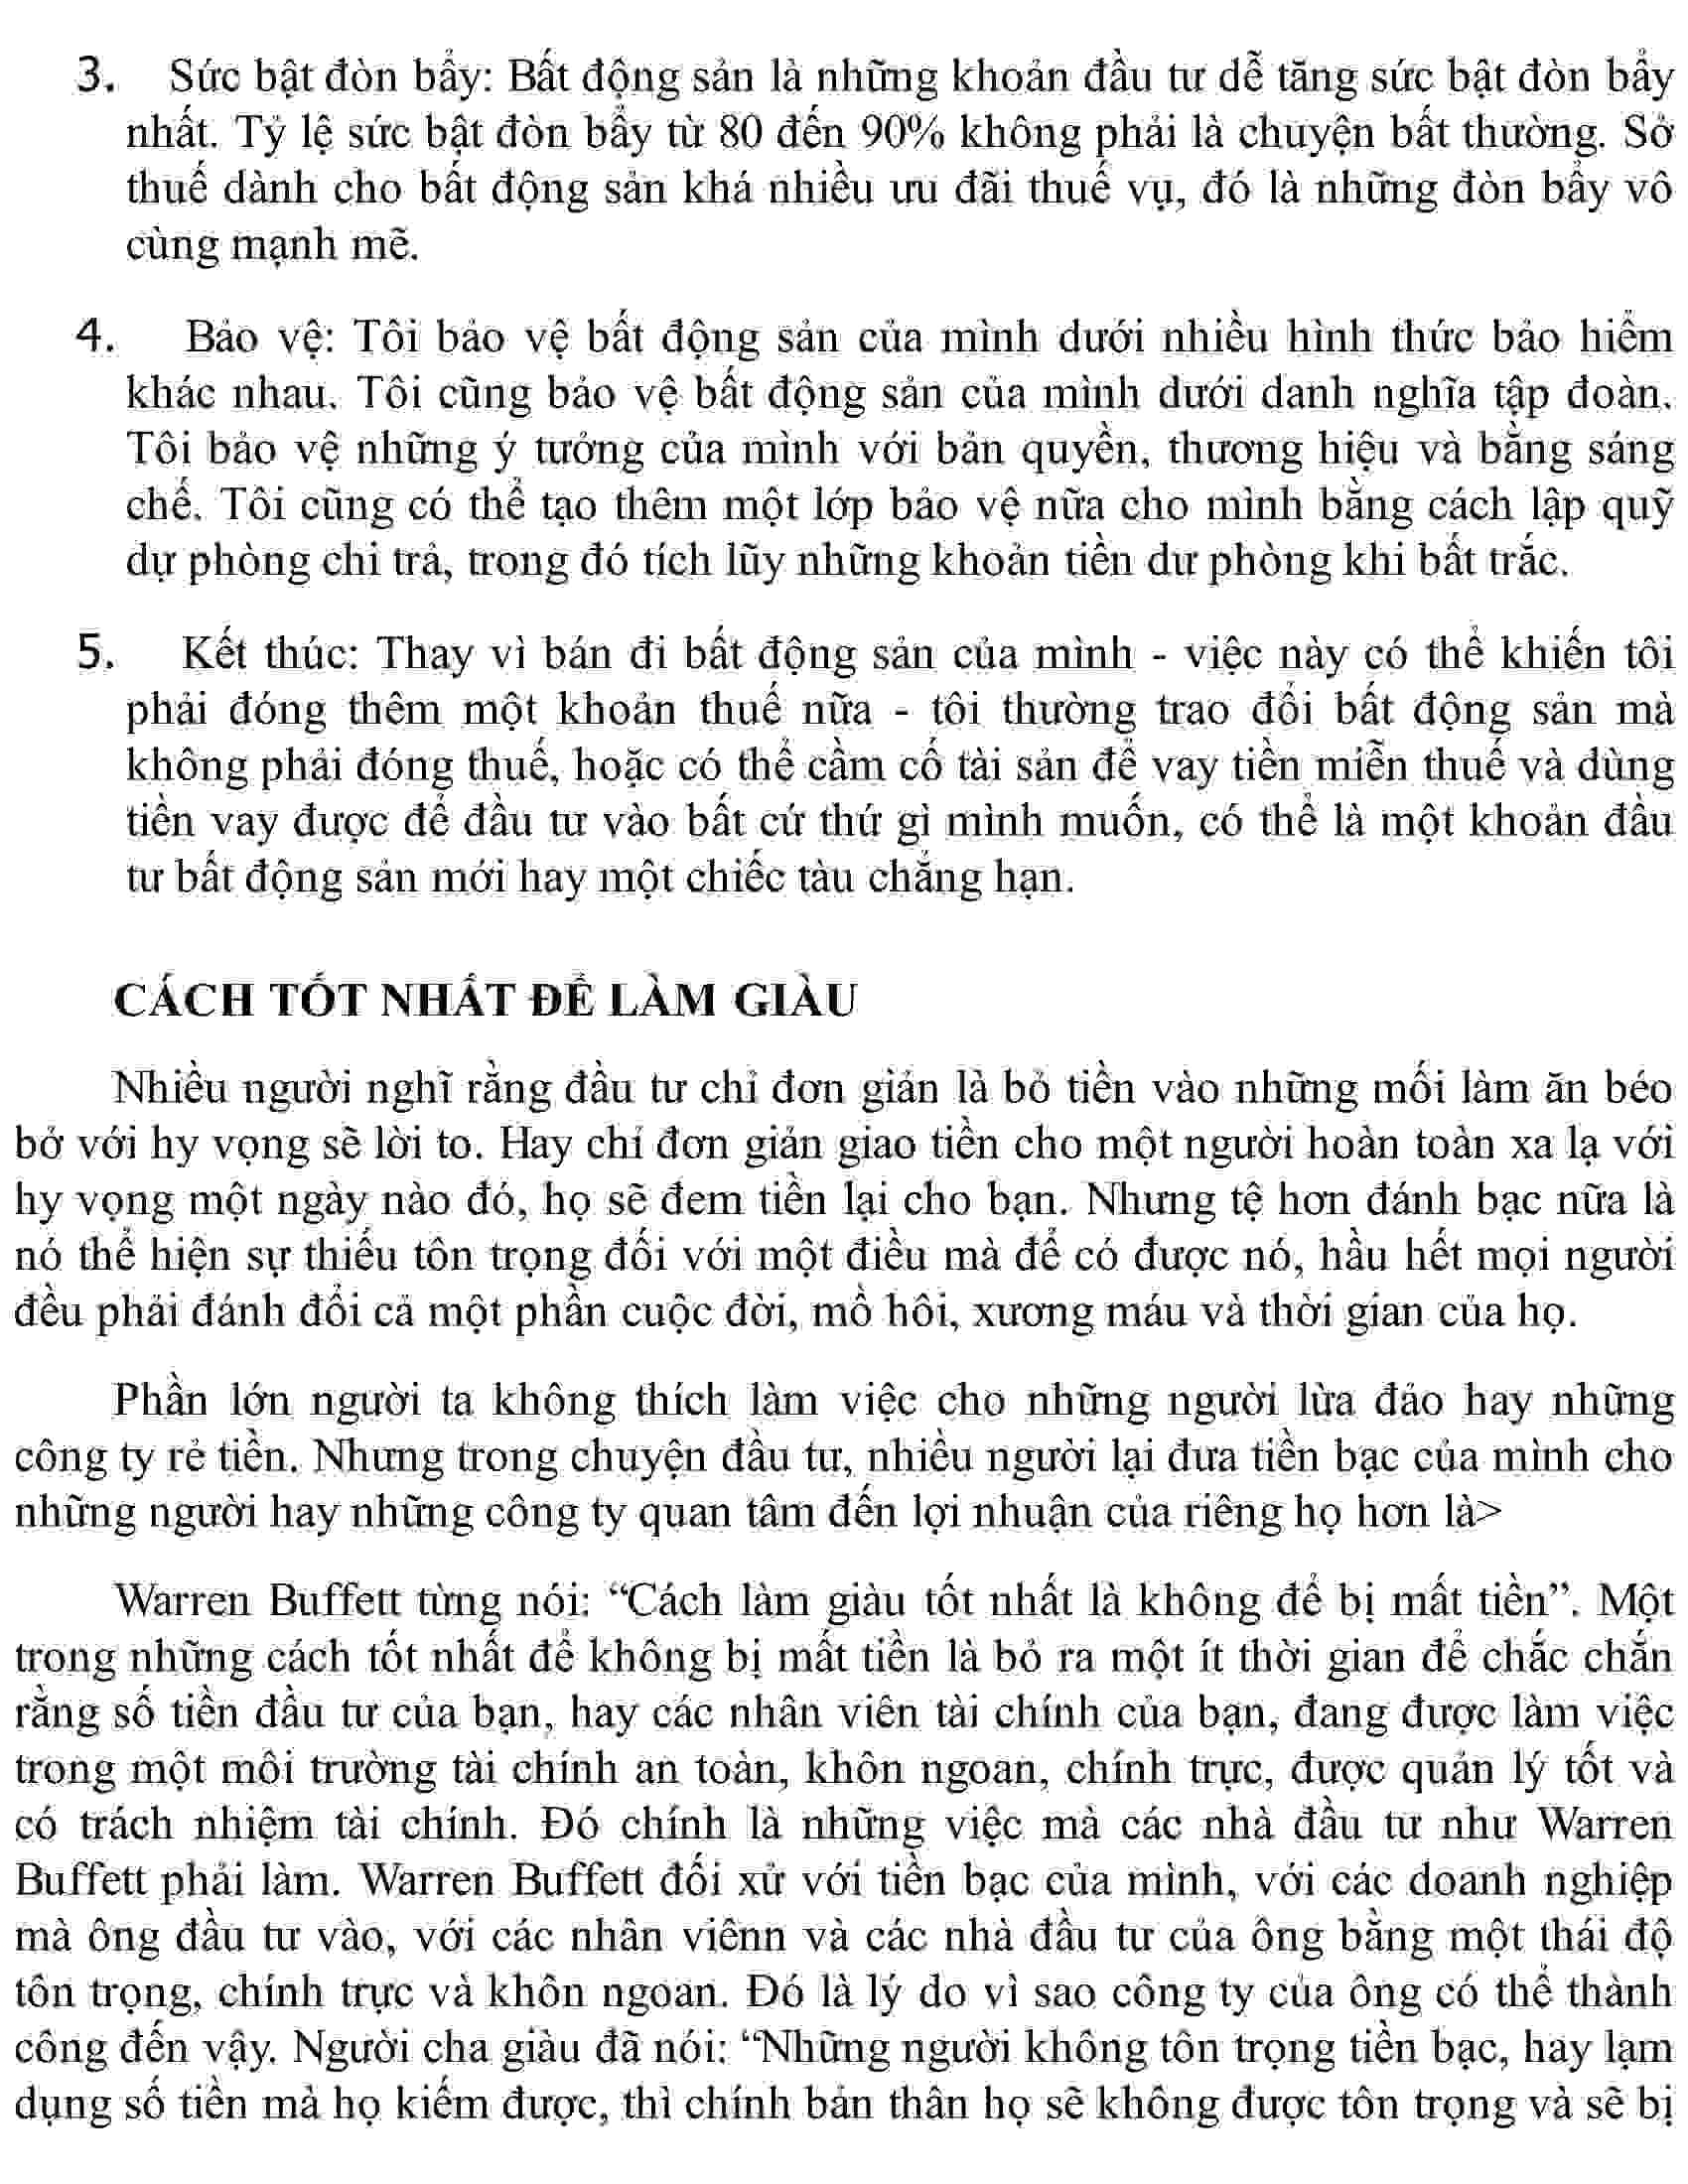 3. Sức bật đòn bẩy: Bất động sản là những khoản đầu tư dễ tăng sức bật đòn bẩy
nhất. Tỷ lệ sức bật đòn bẩy từ 80 đến 90% không phải là chuyện bất thường. Sở
thuế dành cho bất động sản khá nhiều ưu đãi thuế vụ, đó là những đòn bẩy vô
cùng mạnh mẽ.
4. Bảo vệ: Tôi bảo vệ bất động sản của mình dưới nhiều hình thức bảo hiểm
khác nhau. Tôi cũng bảo vệ bất động sản của mình dưới danh nghĩa tập đoàn.
Tôi bảo vệ những ý tưởng của mình với bản quyền, thương hiệu và bằng sáng
chế. Tôi cũng có thể tạo thêm một lớp bảo vệ nữa cho mình bằng cách lập quỹ
dự phòng chi trả, trong đó tích lũy những khoản tiền dư phòng khi bất trắc.
5. Kết thúc: Thay vì bán đi bất động sản của mình - việc này có thể khiến tôi
phải đóng thêm một khoản thuế nữa - tôi thường trao đổi bất động sản mà
không phải đóng thuế, hoặc có thể cầm cố tài sản để vay tiền miễn thuế và dùng
tiền vay được để đầu tư vào bất cứ thứ gì mình muốn, có thể là một khoản đầu
tư bất động sản mới hay một chiếc tàu chẳng hạn.
CÁCH TỐT NHẤT ĐỂ LÀM GIÀU
Nhiều người nghĩ rằng đầu tư chỉ đơn giản là bỏ tiền vào những mối làm ăn béo
bở với hy vọng sẽ lời to. Hay chỉ đơn giản giao tiền cho một người hoàn toàn xa lạ với
hy vọng một ngày nào đó, họ sẽ đem tiền lại cho bạn. Nhưng tệ hơn đánh bạc nữa là
nó thể hiện sự thiếu tôn trọng đối với một điều mà để có được nó, hầu hết mọi người
đều phải đánh đổi cả một phần cuộc đời, mồ hôi, xương máu và thời gian của họ.
Phần lớn người ta không thích làm việc cho những người lừa đảo hay những
công ty rẻ tiền. Nhưng trong chuyện đầu tư, nhiều người lại đưa tiền bạc của mình cho
những người hay những công ty quan tâm đến lợi nhuận của riêng họ hơn là>
Warren Buffett từng nói: “Cách làm giàu tốt nhất là không để bị mất tiền”. Một
trong những cách tốt nhất để không bị mất tiền là bỏ ra một ít thời gian để chắc chắn
rằng số tiền đầu tư của bạn, hay các nhân viên tài chính của bạn, đang được làm việc
trong một môi trường tài chính an toàn, khôn ngoan, chính trực, được quản lý tốt và
có trách nhiệm tài chính. Đó chính là những việc mà các nhà đầu tư như Warren
Buffett phải làm. Warren Buffett đối xử với tiền bạc của mình, với các doanh nghiệp
mà ông đầu tư vào, với các nhân viênn và các nhà đầu tư của ông bằng một thái độ
tôn trọng, chính trực và khôn ngoan. Đó là lý do vì sao công ty của ông có thể thành
công đến vậy. Người cha giàu đã nói: “Những người không tôn trọng tiền bạc, hay lạm
dụng số tiền mà họ kiếm được, thì chính bản thân họ sẽ không được tôn trọng và sẽ bị